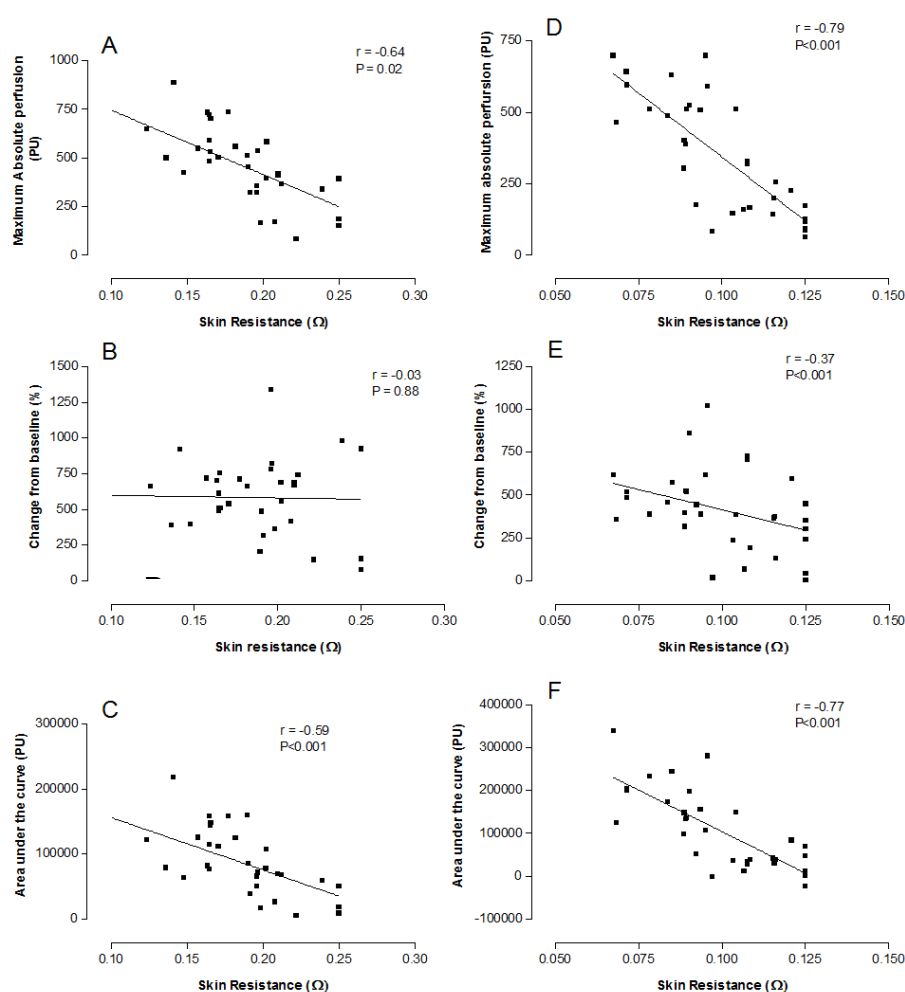 A
r = -0.64
P = 0.02
Maximum Absolute perfusion
(PU)
1000
750
500
250
0
0.10 0.15 0.20 0.25 0.30
Skin Resistance (Ω)
D
r = -0.79
P<0.001
Maximum absolute perfursion (PU)
750
500
250
0
0.050 0.075 0.100 0.125 0.150
Skin Resistance (Ω)
B
r = -0.03
P = 0.88
Change from baseline (%)
1500
1250
1000
750
500
250
0
0.10 0.15 0.20 0.25 0.30
Skin resistance (Ω)
E
r = -0.37
P<0.001
Change from baseline (%)
1250
1000
750
500
250
0
0.050 0.075 0.100 0.125 0.150
Skin Resistance (Ω)
C
r = -0.59
P<0.001
Area under the curve (PU)
300000
200000
100000
0
0.10 0.15 0.20 0.25 0.30
Skin Resistance (Ω)
F
r = -0.77
P<0.001
Area under the curve (PU)
400000
300000
200000
100000
0
-100000
0.050 0.075 0.100 0.125 0.150
Skin Resistance (Ω)